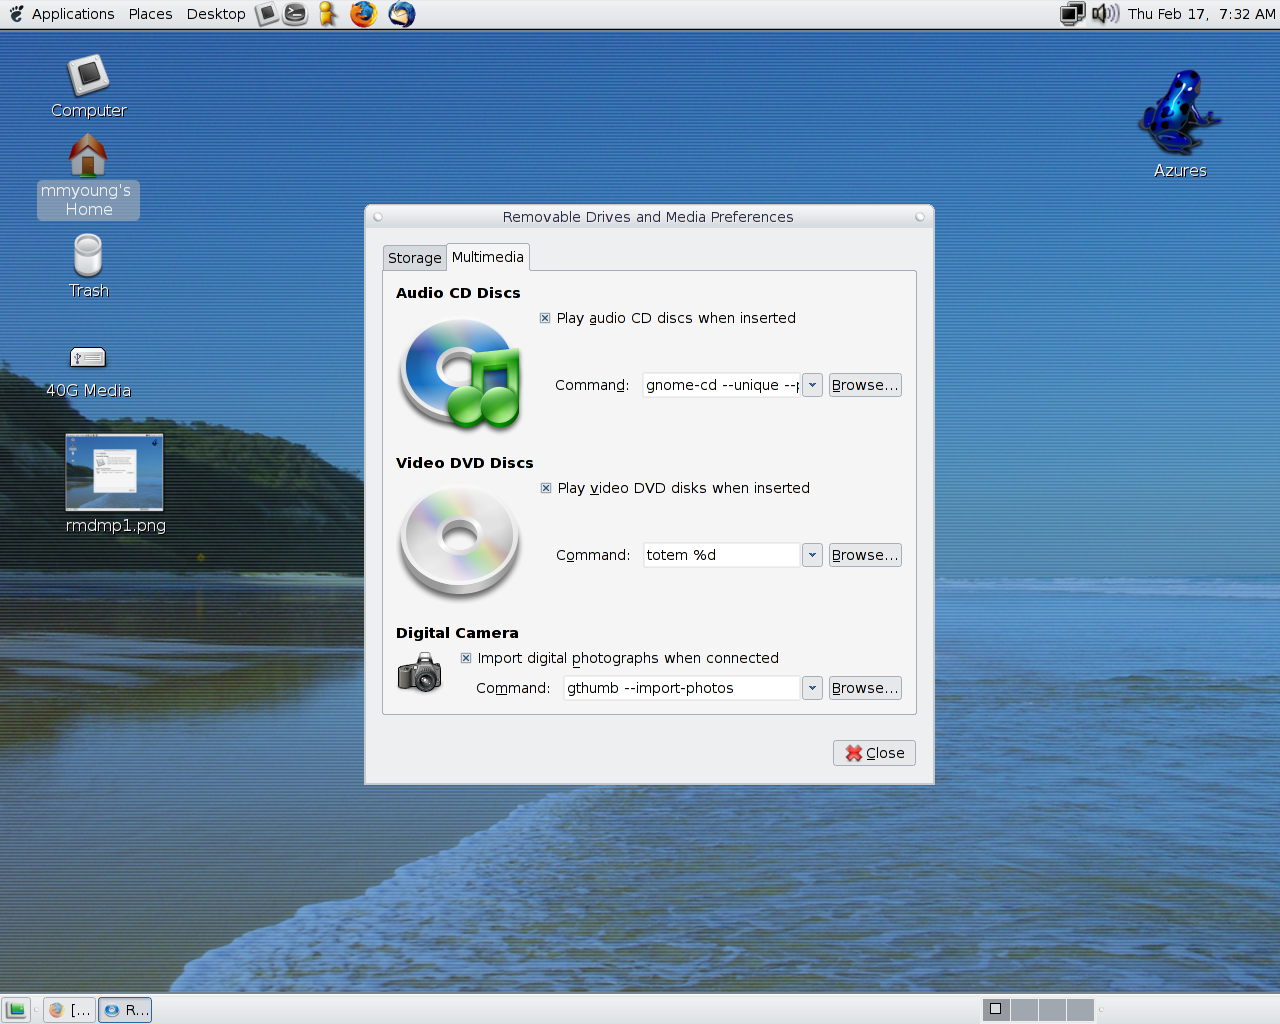 Applications Places Desktop
Thu Feb 17, 7:32 AM
Computer
mmyoung's
Home
Trash
40G Media
rmdmp1.png
Azures
Removable Drives and Media Preferences
Storage Multimedia
Audio CD Discs
Play audio CD discs when inserted
Command: gnome-cd --unique --p Browse...
Video DVD Discs
Play video DVD disks when inserted
Command: totem %d Browse...
Digital Camera
Import digital photographs when connected
Command: gthumb --import-photos Browse...
Close
[... R...